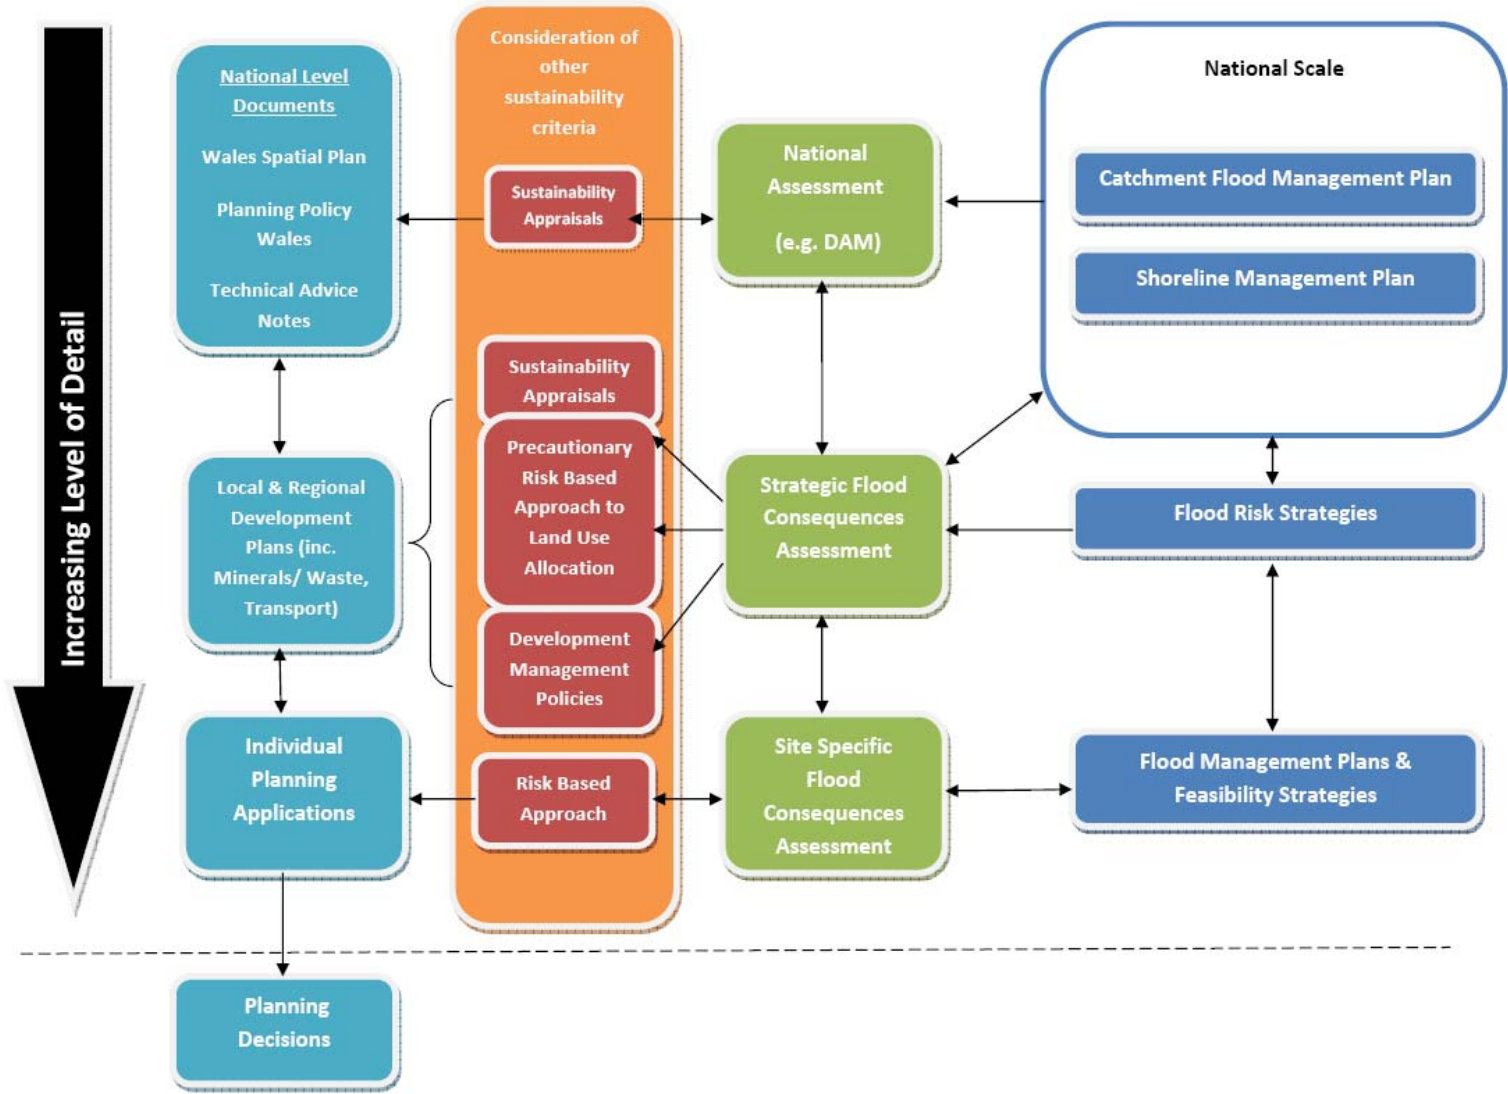 Increasing Level of Detail
National Level
Documents
Wales Spatial Plan
Planning Policy
Wales
Technical Advice
Notes
Local & Regional
Development
Plans (inc.
Minerals/ Waste,
Transport)
Individual
Planning
Applications
Planning
Decisions
Consideration of
other
sustainability
criteria
Sustainability
Appraisals
Sustainability
Appraisals
Precautionary
Risk Based
Approach to
Land Use
Allocation
Development
Management
Policies
Risk Based
Approach
National
Assessment
(e.g. DAM)
Strategic Flood
Consequences
Assessment
Site Specific
Flood
Consequences
Assessment
National Scale
Catchment Flood Management Plan
Shoreline Management Plan
Flood Risk Strategies
Flood Management Plans &
Feasibility Strategies